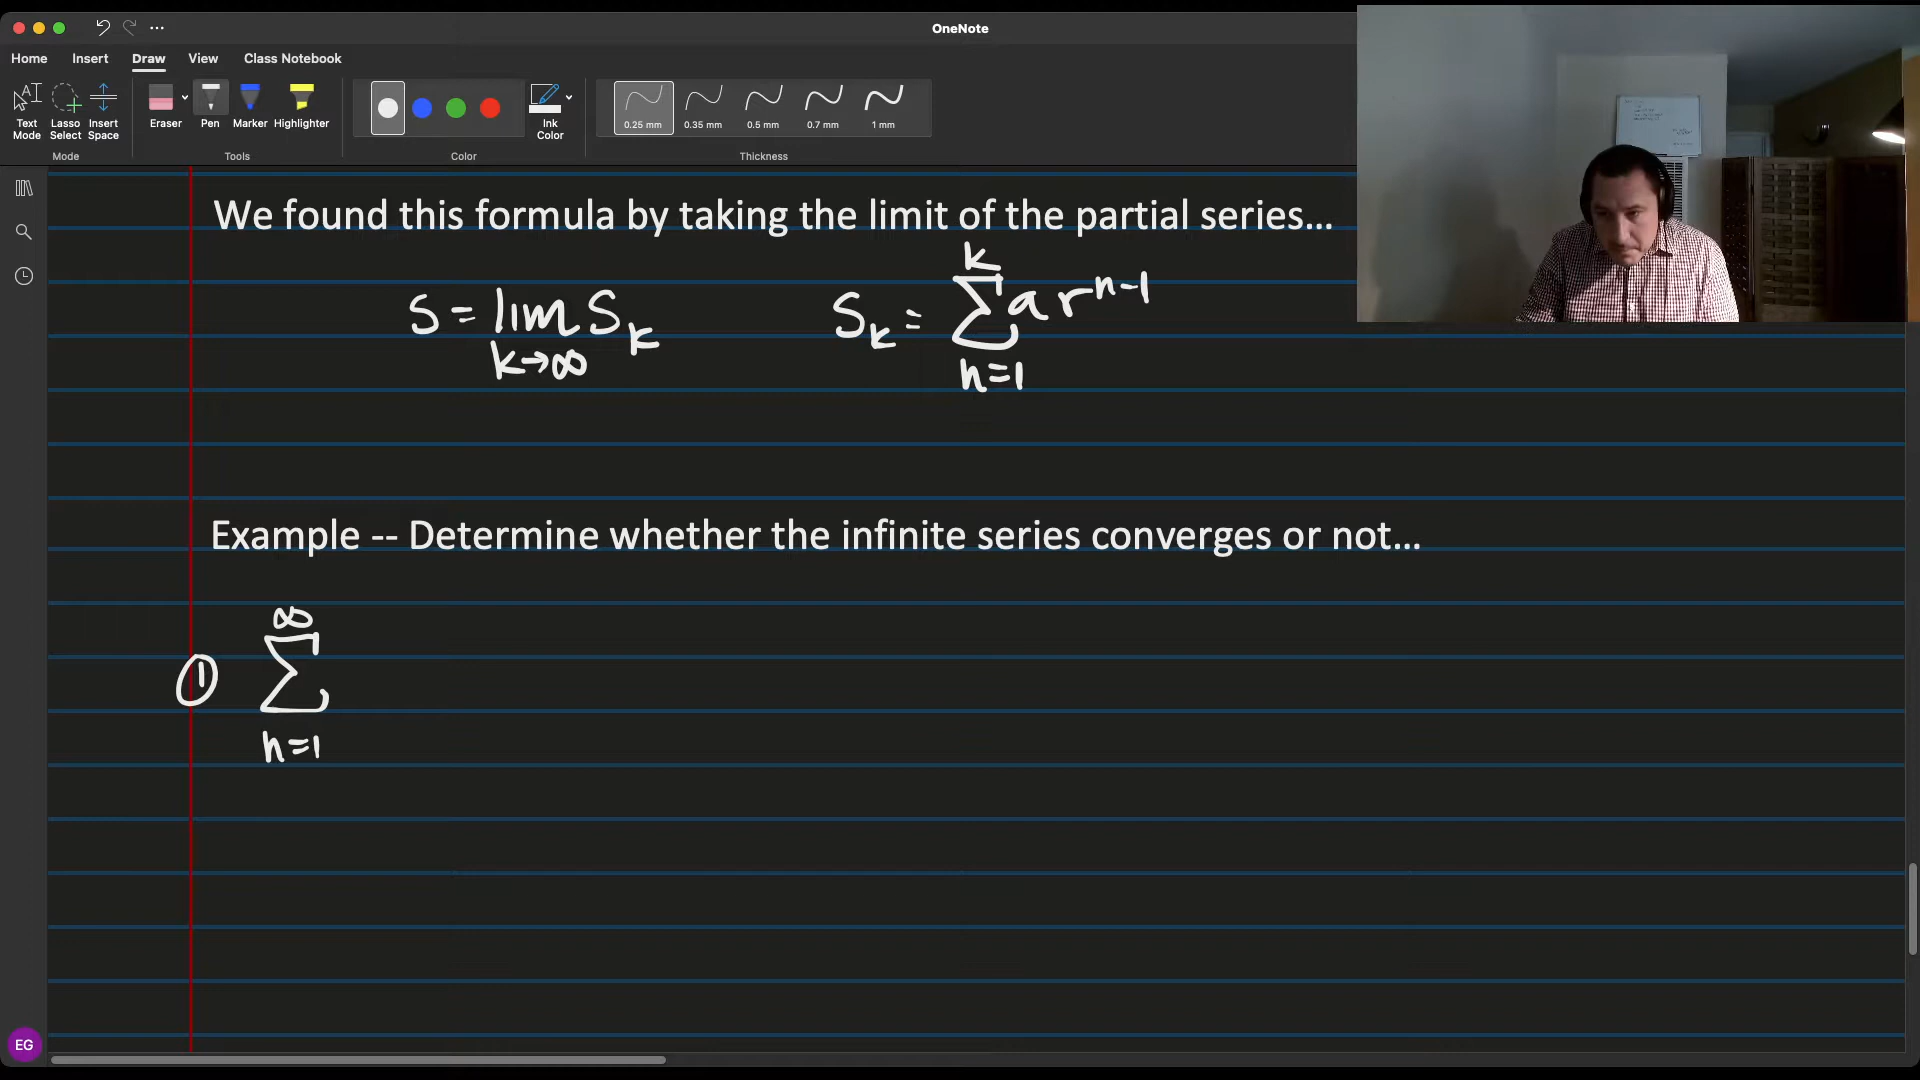 OneNote
Home Insert Draw View Class Notebook
Text Mode Lasso Select Insert Space Eraser Pen Marker Highlighter Ink Color 0.25 mm 0.35 mm 0.5 mm 0.7 mm 1 mm
Mode Tools Color Thickness
We found this formula by taking the limit of the partial series...
S = lim k→∞ S_k    S_k = ∑ k n=1 a r^(n-1)
Example -- Determine whether the infinite series converges or not...
① ∑ ∞ n=1
EG